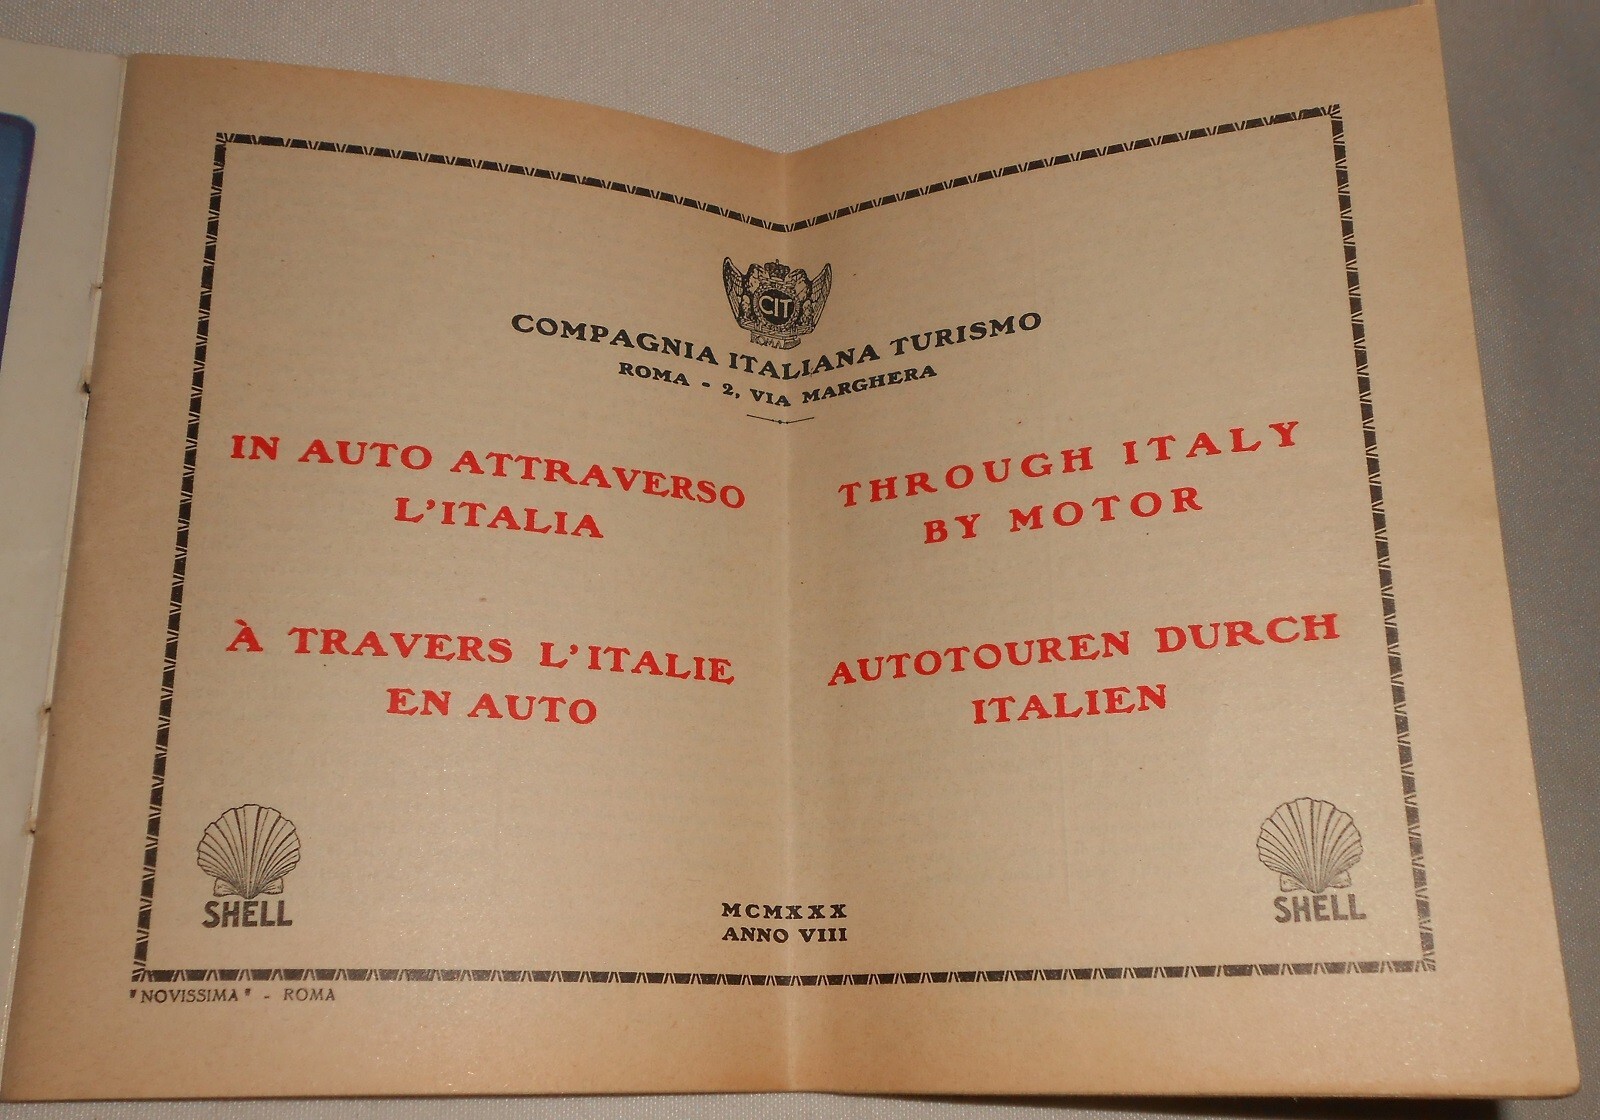 CIT
ROMA
COMPAGNIA ITALIANA TURISMO
ROMA - 2, VIA MARGHERA
IN AUTO ATTRAVERSO
L'ITALIA
THROUGH ITALY
BY MOTOR
À TRAVERS L'ITALIE
EN AUTO
AUTOTOUREN DURCH
ITALIEN
SHELL
SHELL
MCMXXX
ANNO VIII
"NOVISSIMA" - ROMA